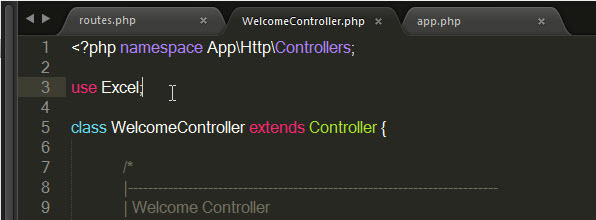 routes.php × WelcomeController.php × app.php ×
1 <?php namespace App\Http\Controllers;
2
3 use Excel;
4
5 class WelcomeController extends Controller {
6
7 /*
8 |--------------------------------------------------------------------------
9 | Welcome Controller